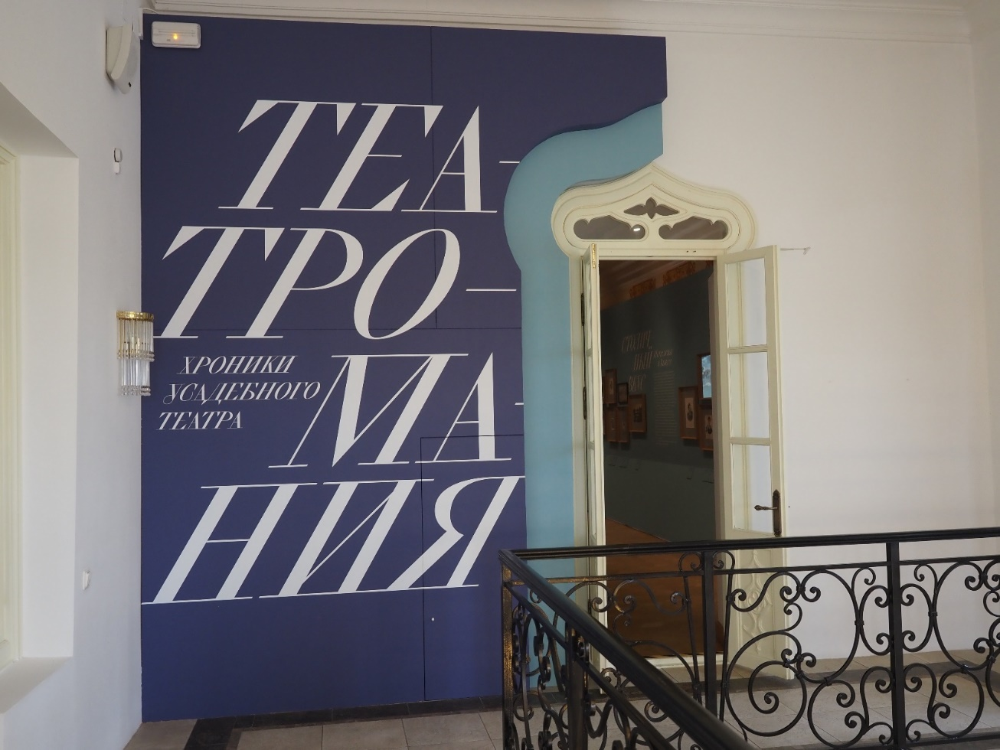 ТЕА-
ТРО-
МА-
НИЯ
ХРОНИКИ
УСАДЕБНОГО
ТЕАТРА